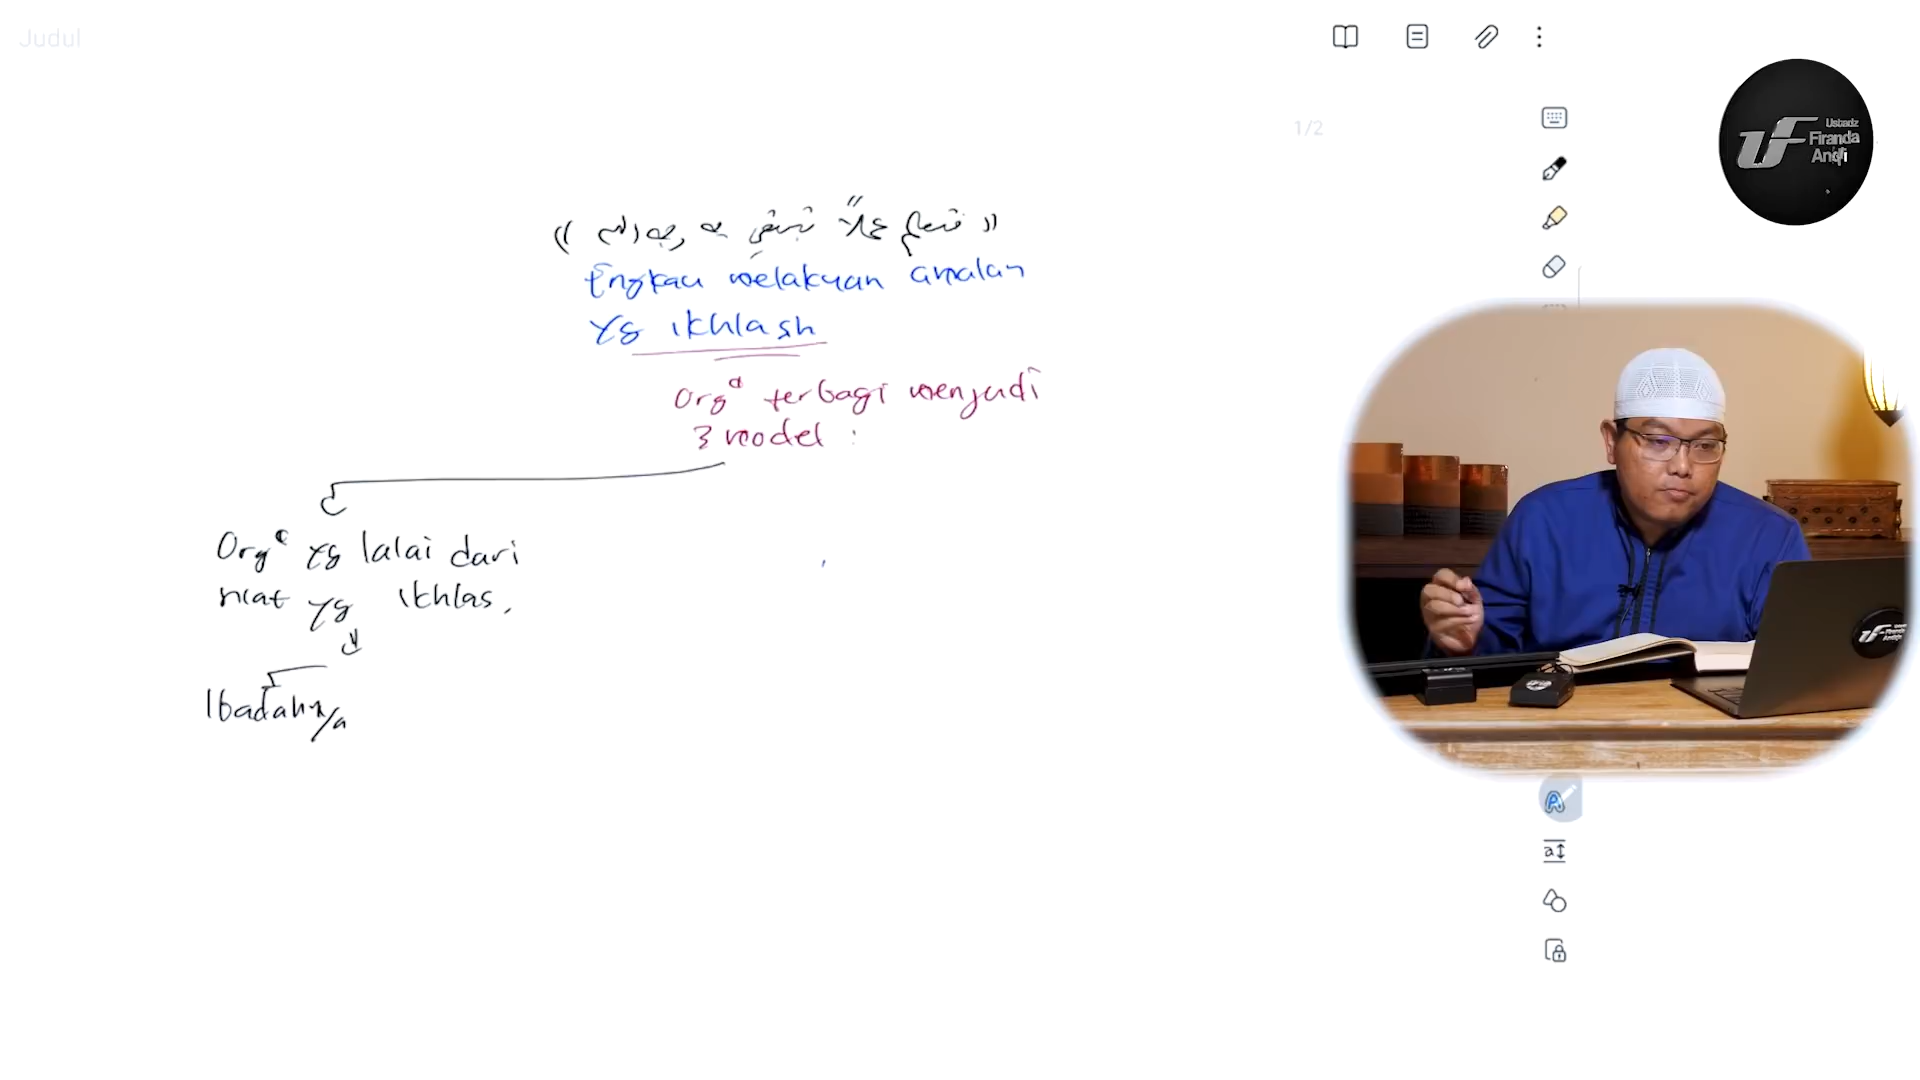 Judul
1/2
Ustadz
Firanda
Andi
(( فتعمل عملاً تبتغي به وجه الله ))
Engkau melakukan amalan
yg ikhlash
Org² terbagi menjadi
3 model :
Org² yg lalai dari
niat yg ikhlas,
Ibadahnya